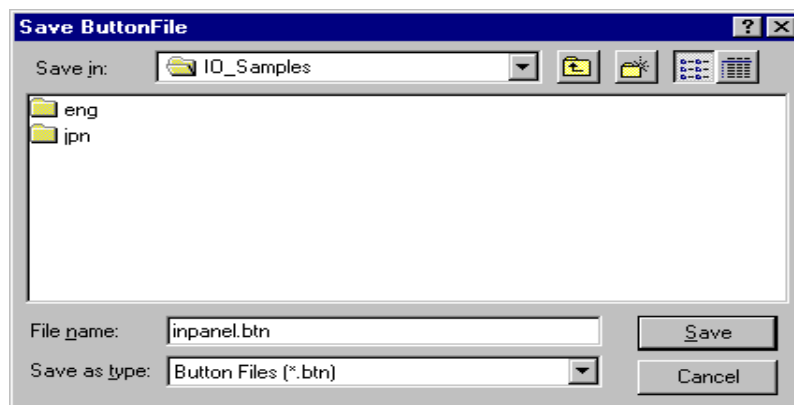 Save ButtonFile
Save in: IO_Samples
eng
jpn
File name: inpanel.btn Save
Save as type: Button Files (*.btn) Cancel